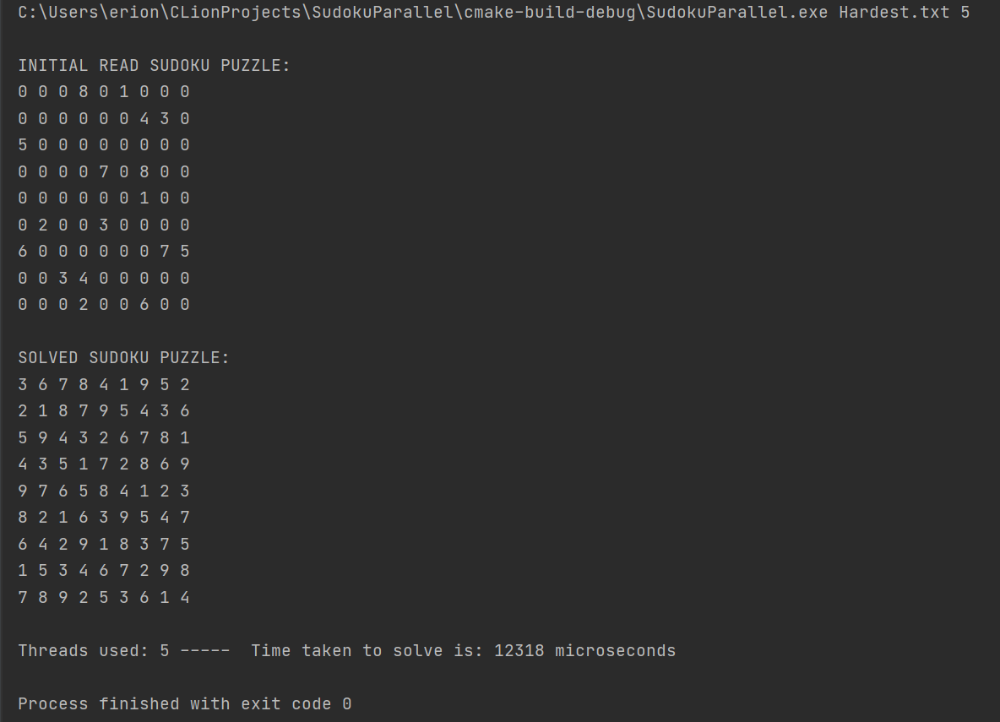 C:\Users\erion\CLionProjects\SudokuParallel\cmake-build-debug\SudokuParallel.exe Hardest.txt 5
INITIAL READ SUDOKU PUZZLE:
0 0 0 8 0 1 0 0 0
0 0 0 0 0 0 4 3 0
5 0 0 0 0 0 0 0 0
0 0 0 0 7 0 8 0 0
0 0 0 0 0 0 1 0 0
0 2 0 0 3 0 0 0 0
6 0 0 0 0 0 0 7 5
0 0 3 4 0 0 0 0 0
0 0 0 2 0 0 6 0 0
SOLVED SUDOKU PUZZLE:
3 6 7 8 4 1 9 5 2
2 1 8 7 9 5 4 3 6
5 9 4 3 2 6 7 8 1
4 3 5 1 7 2 8 6 9
9 7 6 5 8 4 1 2 3
8 2 1 6 3 9 5 4 7
6 4 2 9 1 8 3 7 5
1 5 3 4 6 7 2 9 8
7 8 9 2 5 3 6 1 4
Threads used: 5 -----  Time taken to solve is: 12318 microseconds
Process finished with exit code 0